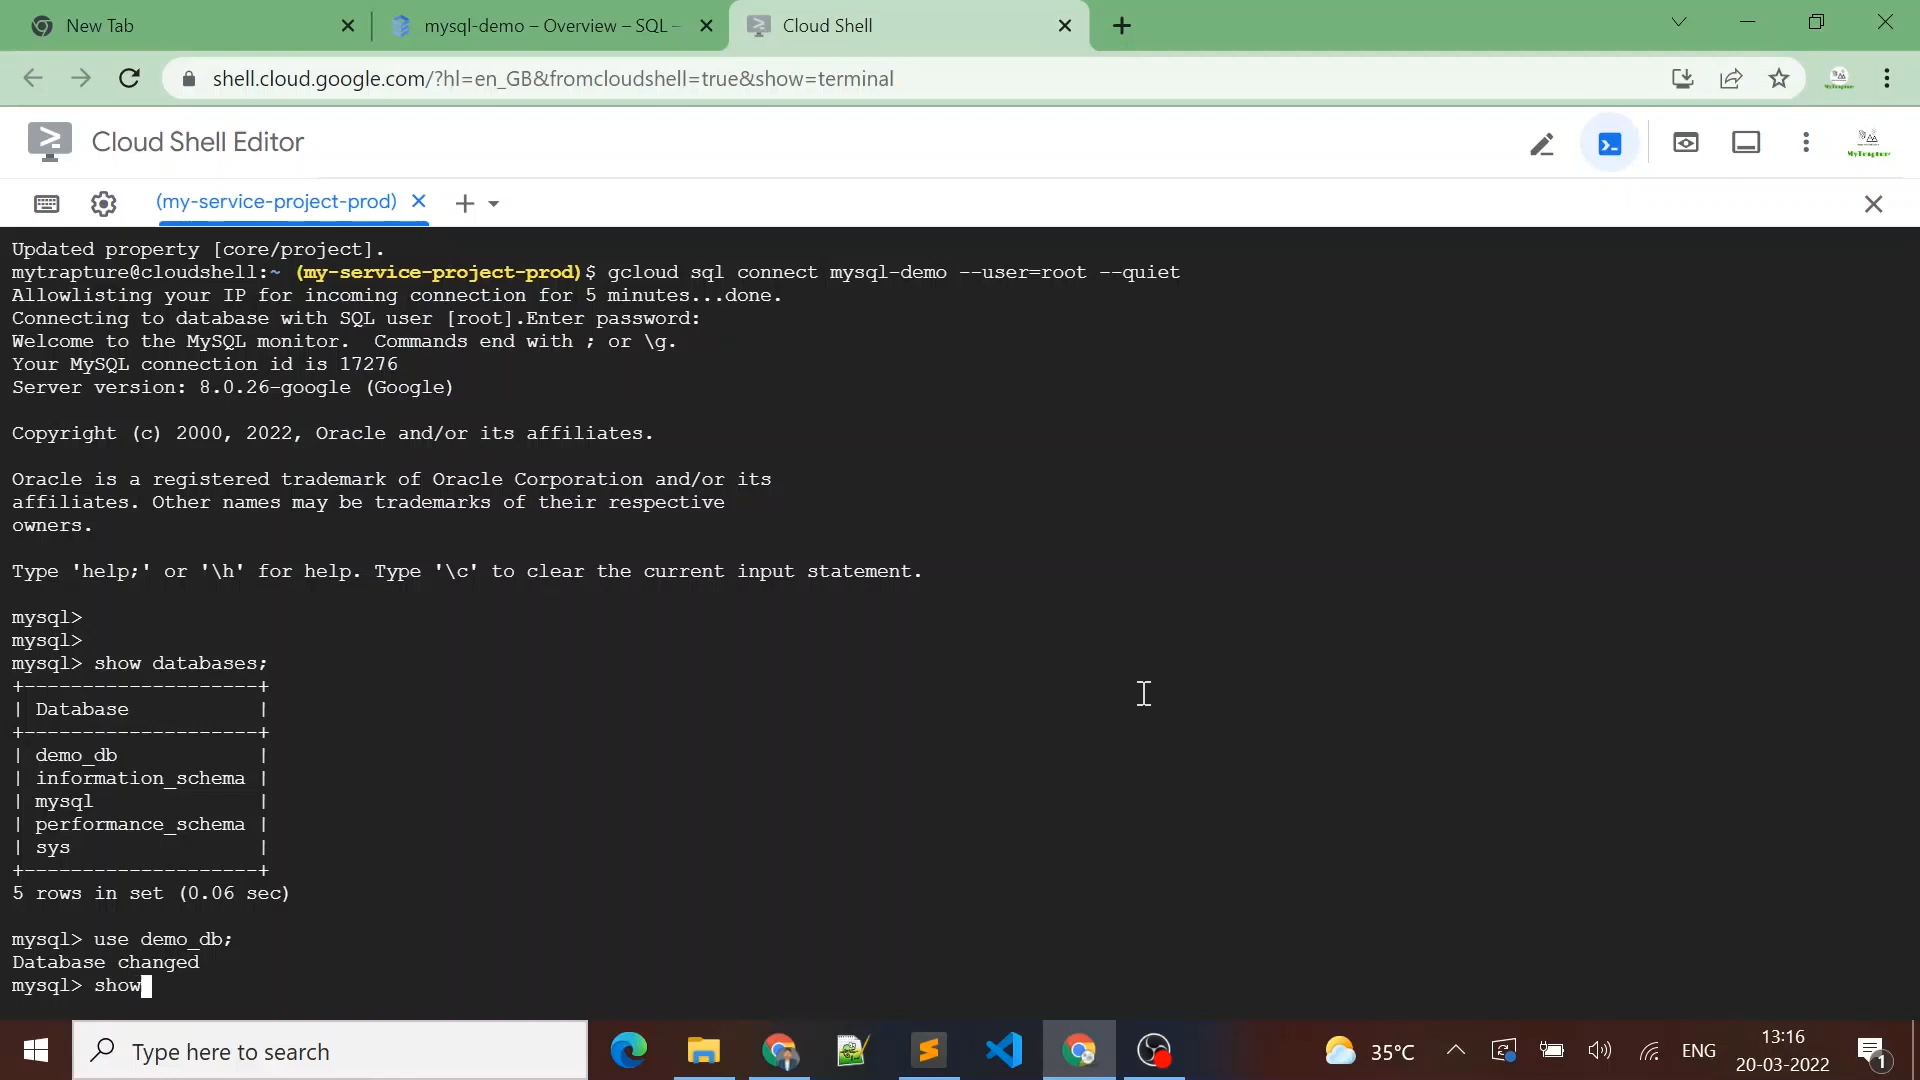 New Tab
mysql-demo – Overview – SQL –
Cloud Shell
shell.cloud.google.com/?hl=en_GB&fromcloudshell=true&show=terminal
Cloud Shell Editor
(my-service-project-prod)
Updated property [core/project].
mytrapture@cloudshell:~ (my-service-project-prod)$ gcloud sql connect mysql-demo --user=root --quiet
Allowlisting your IP for incoming connection for 5 minutes...done.
Connecting to database with SQL user [root].Enter password:
Welcome to the MySQL monitor.  Commands end with ; or \g.
Your MySQL connection id is 17276
Server version: 8.0.26-google (Google)
Copyright (c) 2000, 2022, Oracle and/or its affiliates.
Oracle is a registered trademark of Oracle Corporation and/or its
affiliates. Other names may be trademarks of their respective
owners.
Type 'help;' or '\h' for help. Type '\c' to clear the current input statement.
mysql>
mysql>
mysql> show databases;
+--------------------+
| Database           |
+--------------------+
| demo_db            |
| information_schema |
| mysql              |
| performance_schema |
| sys                |
+--------------------+
5 rows in set (0.06 sec)
mysql> use demo_db;
Database changed
mysql> show
Type here to search
35°C
ENG
13:16
20-03-2022
1